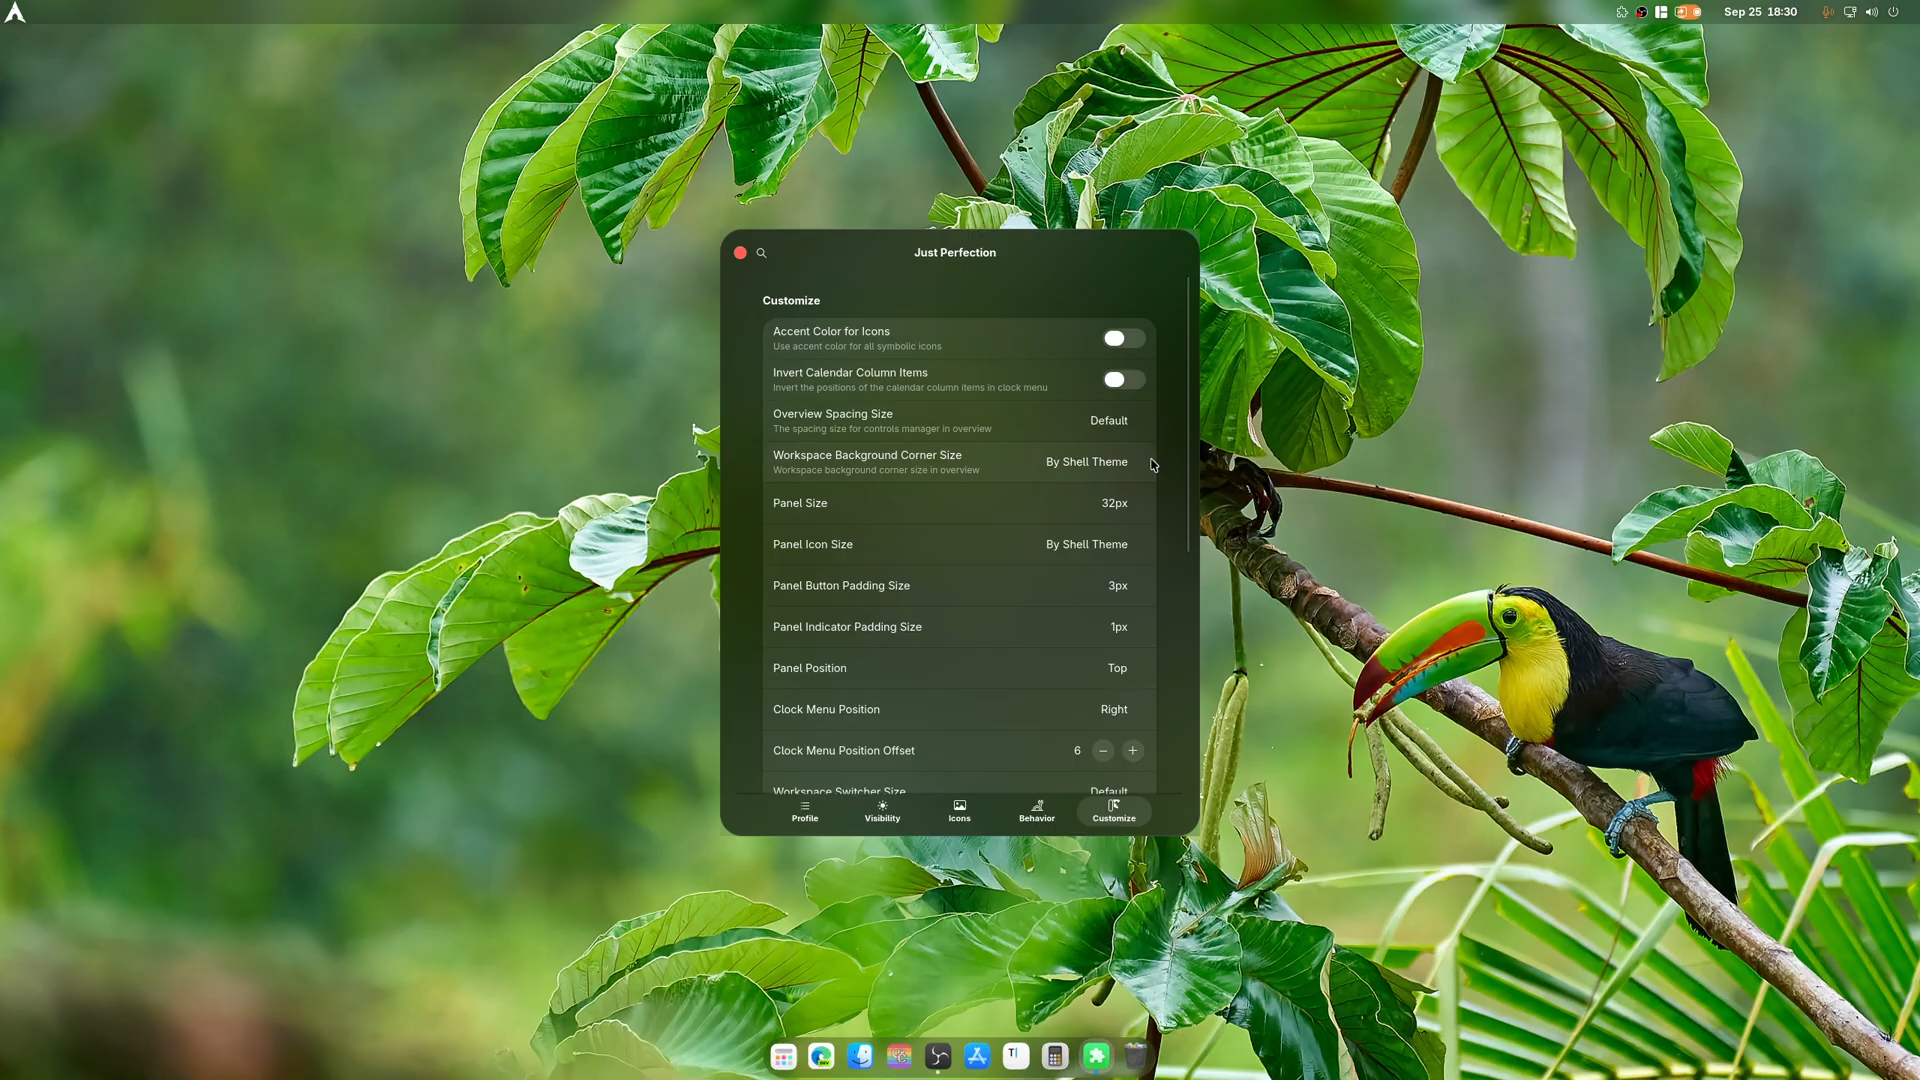 Sep 25 18:30
Just Perfection
Customize
Accent Color for Icons
Use accent color for all symbolic icons
Invert Calendar Column Items
Invert the positions of the calendar column items in clock menu
Overview Spacing Size
The spacing size for controls manager in overview
Default
Workspace Background Corner Size
Workspace background corner size in overview
By Shell Theme
Panel Size
32px
Panel Icon Size
By Shell Theme
Panel Button Padding Size
3px
Panel Indicator Padding Size
1px
Panel Position
Top
Clock Menu Position
Right
Clock Menu Position Offset
6
Workspace Switcher Size
Default
Profile
Visibility
Icons
Behavior
Customize